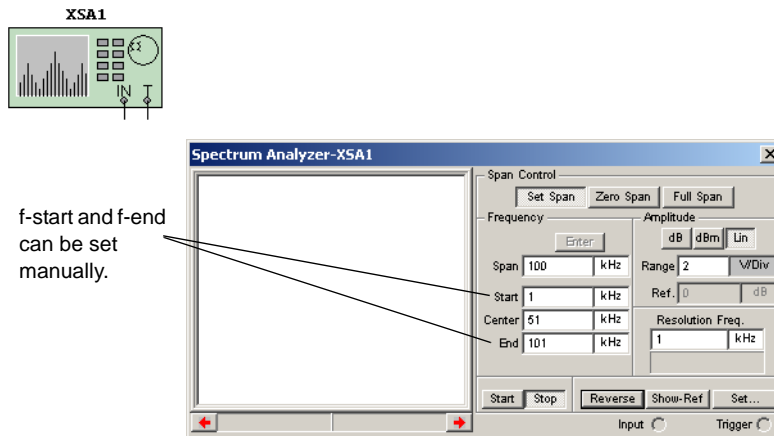 XSA1
IN T
Spectrum Analyzer-XSA1
f-start and f-end
can be set
manually.
Span Control
Set Span Zero Span Full Span
Frequency
Enter
Span 100 kHz
Start 1 kHz
Center 51 kHz
End 101 kHz
Amplitude
dB dBm Lin
Range 2 V/Div
Ref. 0 dB
Resolution Freq.
1 kHz
Start Stop Reverse Show-Ref Set...
Input Trigger